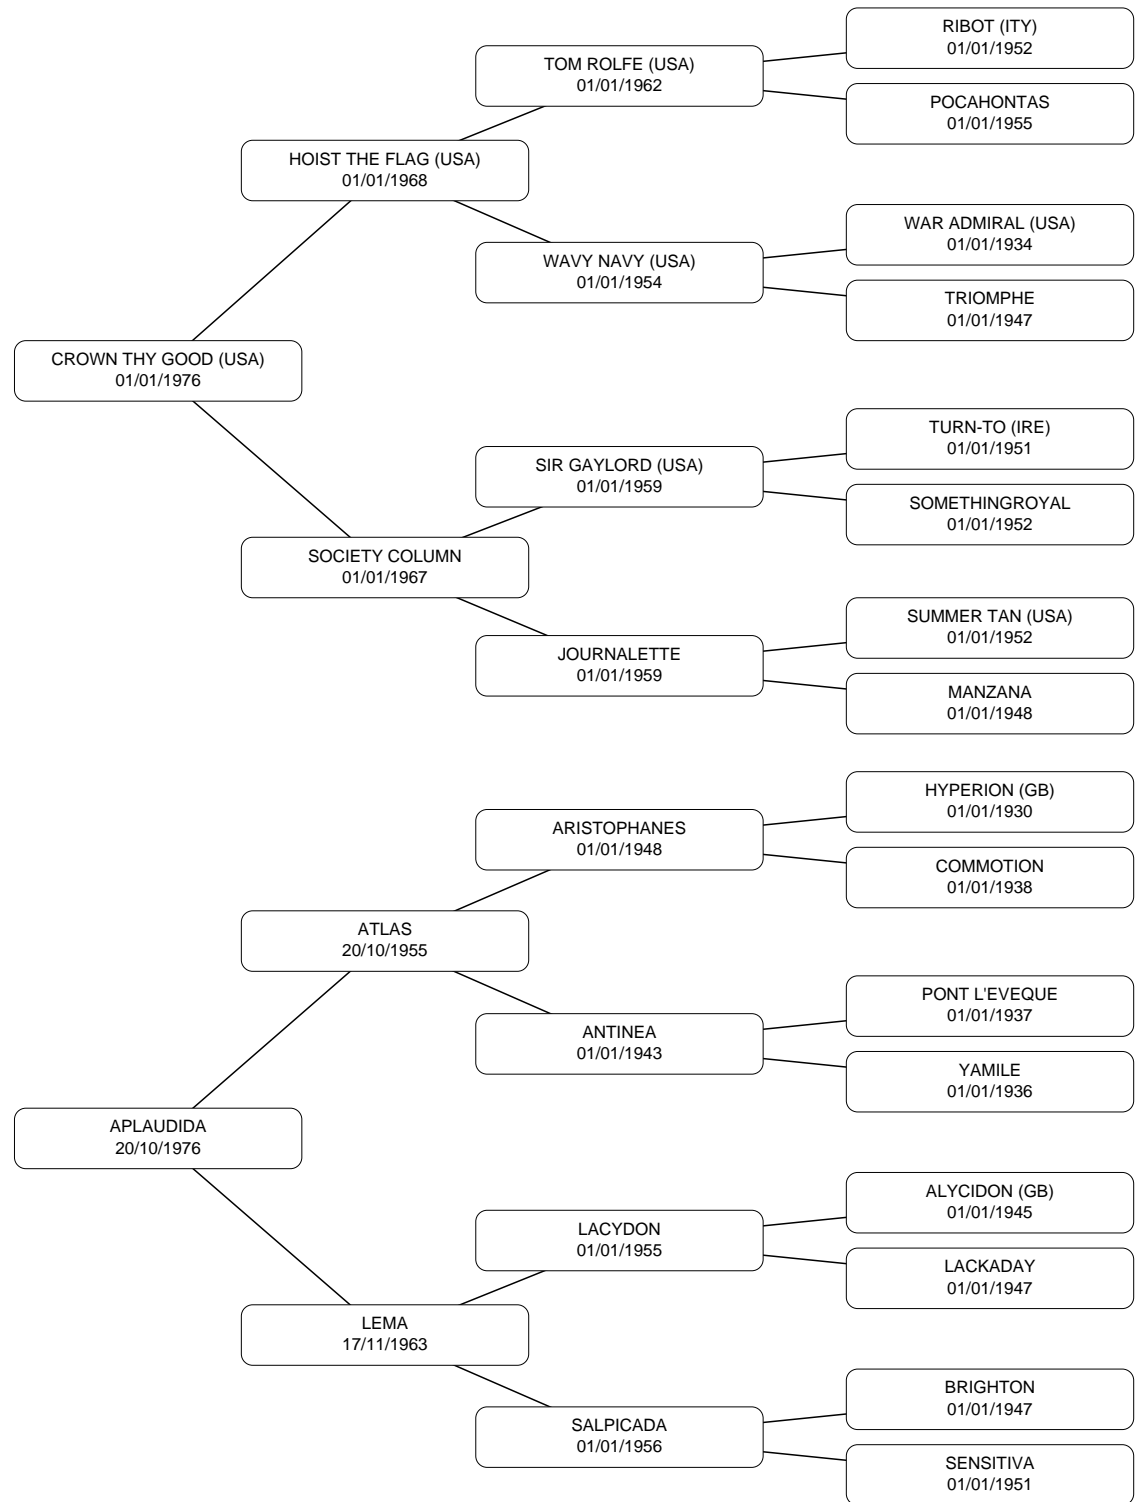 RIBOT (ITY)
01/01/1952
TOM ROLFE (USA)
01/01/1962
POCAHONTAS
01/01/1955
HOIST THE FLAG (USA)
01/01/1968
WAR ADMIRAL (USA)
01/01/1934
WAVY NAVY (USA)
01/01/1954
TRIOMPHE
01/01/1947
CROWN THY GOOD (USA)
01/01/1976
TURN-TO (IRE)
01/01/1951
SIR GAYLORD (USA)
01/01/1959
SOMETHINGROYAL
01/01/1952
SOCIETY COLUMN
01/01/1967
SUMMER TAN (USA)
01/01/1952
JOURNALETTE
01/01/1959
MANZANA
01/01/1948
HYPERION (GB)
01/01/1930
ARISTOPHANES
01/01/1948
COMMOTION
01/01/1938
ATLAS
20/10/1955
PONT L'EVEQUE
01/01/1937
ANTINEA
01/01/1943
YAMILE
01/01/1936
APLAUDIDA
20/10/1976
ALYCIDON (GB)
01/01/1945
LACYDON
01/01/1955
LACKADAY
01/01/1947
LEMA
17/11/1963
BRIGHTON
01/01/1947
SALPICADA
01/01/1956
SENSITIVA
01/01/1951